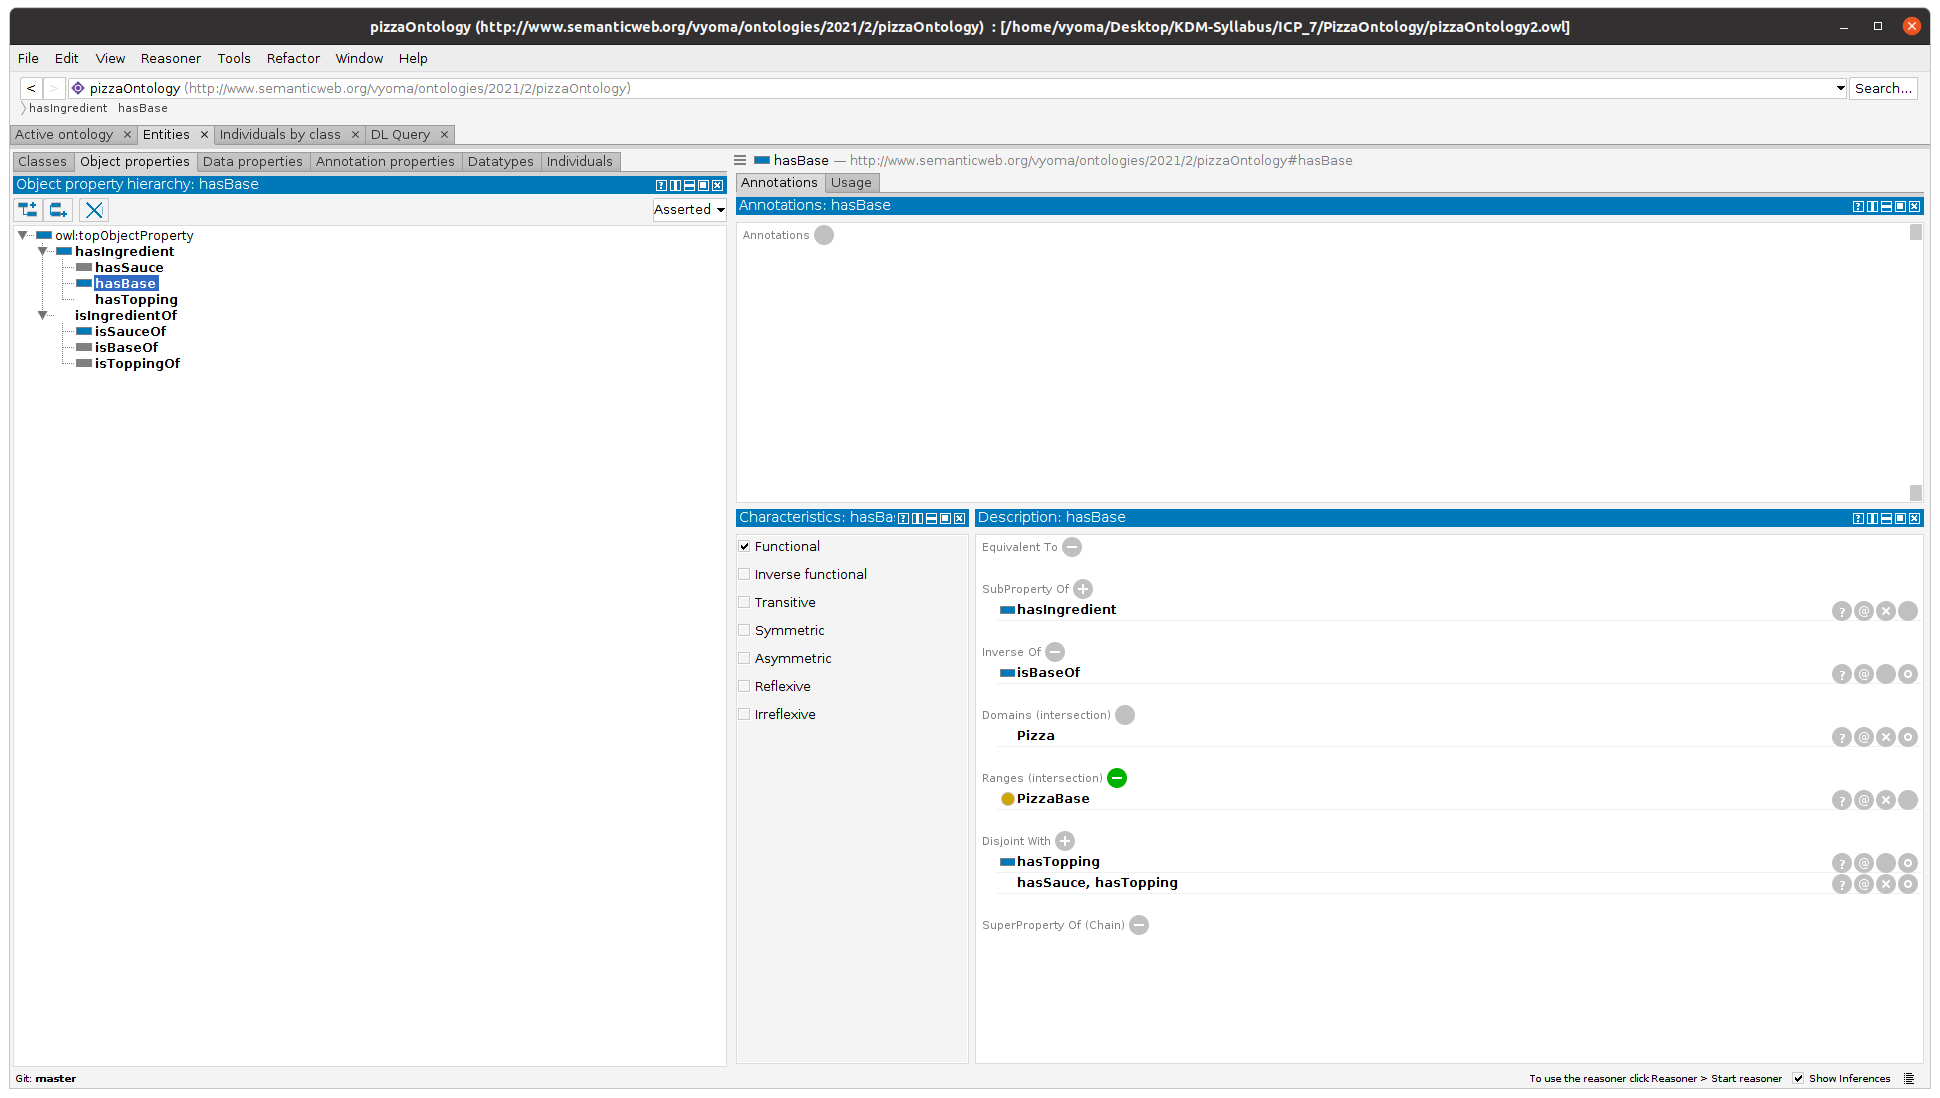 pizzaOntology (http://www.semanticweb.org/vyoma/ontologies/2021/2/pizzaOntology) : [/home/vyoma/Desktop/KDM-Syllabus/ICP_7/PizzaOntology/pizzaOntology2.owl]
File Edit View Reasoner Tools Refactor Window Help
< > pizzaOntology (http://www.semanticweb.org/vyoma/ontologies/2021/2/pizzaOntology) Search...
hasIngredient hasBase
Active ontology × Entities × Individuals by class × DL Query ×
Classes Object properties Data properties Annotation properties Datatypes Individuals
Object property hierarchy: hasBase
Asserted
owl:topObjectProperty
hasIngredient
hasSauce
hasBase
hasTopping
isIngredientOf
isSauceOf
isBaseOf
isToppingOf
hasBase — http://www.semanticweb.org/vyoma/ontologies/2021/2/pizzaOntology#hasBase
Annotations Usage
Annotations: hasBase
Annotations
Characteristics: hasBa
Functional
Inverse functional
Transitive
Symmetric
Asymmetric
Reflexive
Irreflexive
Description: hasBase
Equivalent To
SubProperty Of
hasIngredient
Inverse Of
isBaseOf
Domains (intersection)
Pizza
Ranges (intersection)
PizzaBase
Disjoint With
hasTopping
hasSauce, hasTopping
SuperProperty Of (Chain)
Git: master
To use the reasoner click Reasoner > Start reasoner Show Inferences